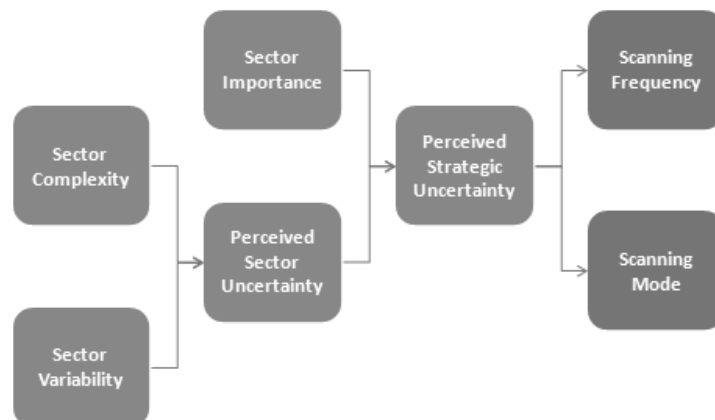 Sector
Complexity
Sector
Variability
Sector
Importance
Perceived
Sector
Uncertainty
Perceived
Strategic
Uncertainty
Scanning
Frequency
Scanning
Mode